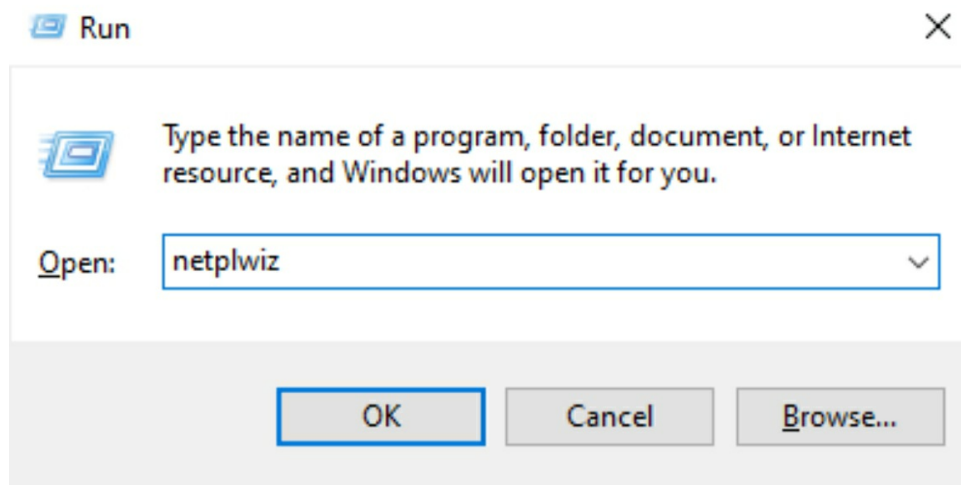 Run
Type the name of a program, folder, document, or Internet
resource, and Windows will open it for you.
Open: netplwiz
OK Cancel Browse...